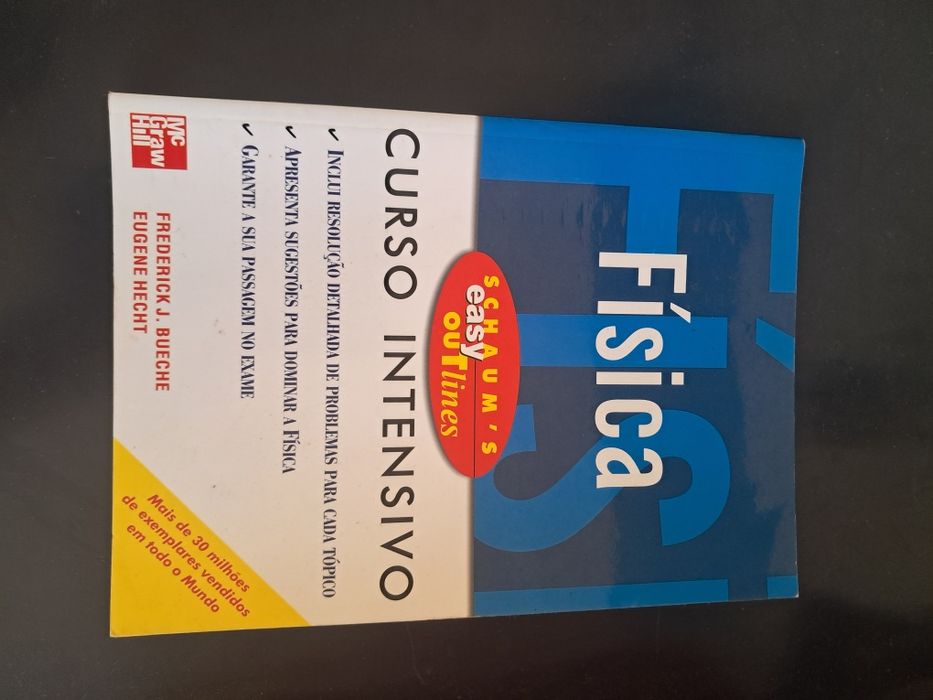 Física
SCHAUM'S
easy
OUTlines
CURSO INTENSIVO
✔ INCLUI RESOLUÇÃO DETALHADA DE PROBLEMAS PARA CADA TÓPICO
✔ APRESENTA SUGESTÕES PARA DOMINAR A FÍSICA
✔ GARANTE A SUA PASSAGEM NO EXAME
Mc
Graw
Hill
FREDERICK J. BUECHE
EUGENE HECHT
Mais de 30 milhões
de exemplares vendidos
em todo o Mundo